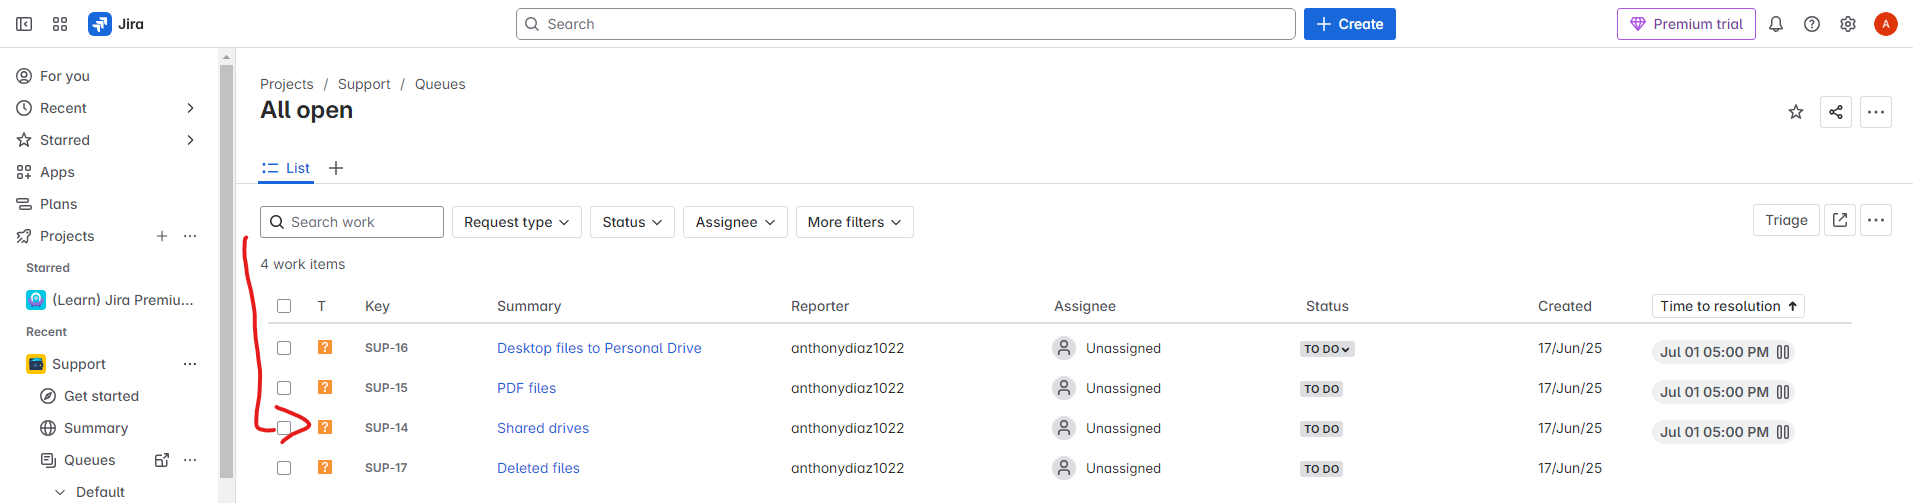 Jira
Search
Create
Premium trial
A
For you
Recent
Starred
Apps
Plans
Projects
Starred
(Learn) Jira Premiu...
Recent
Support
Get started
Summary
Queues
Default
Projects / Support / Queues
All open
List
Search work
Request type
Status
Assignee
More filters
Triage
4 work items
T Key Summary Reporter Assignee Status Created Time to resolution
? SUP-16 Desktop files to Personal Drive anthonydiaz1022 Unassigned TO DO 17/Jun/25 Jul 01 05:00 PM
? SUP-15 PDF files anthonydiaz1022 Unassigned TO DO 17/Jun/25 Jul 01 05:00 PM
? SUP-14 Shared drives anthonydiaz1022 Unassigned TO DO 17/Jun/25 Jul 01 05:00 PM
? SUP-17 Deleted files anthonydiaz1022 Unassigned TO DO 17/Jun/25